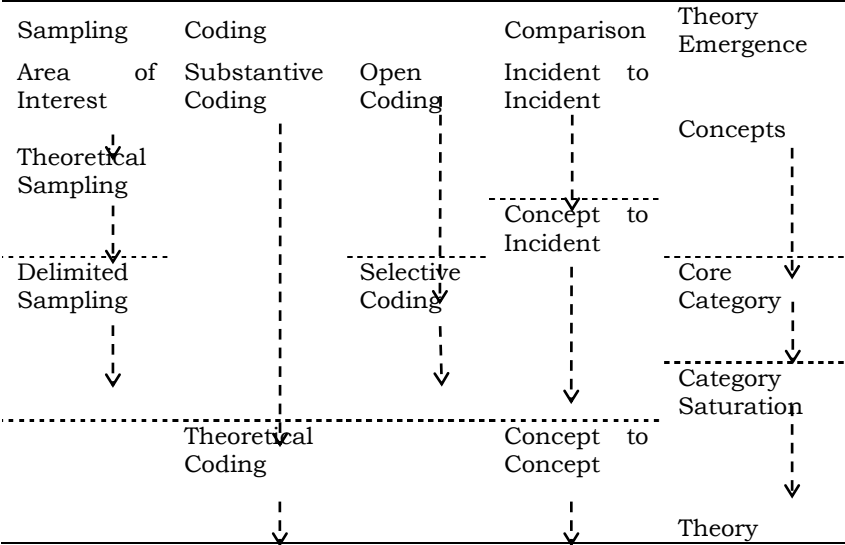 Sampling Coding Comparison Theory Emergence
Area of Interest
Substantive Coding
Open Coding
Incident to Incident
Concepts
Theoretical Sampling
Concept to Incident
Delimited Sampling
Selective Coding
Core Category
Category Saturation
Theoretical Coding
Concept to Concept
Theory